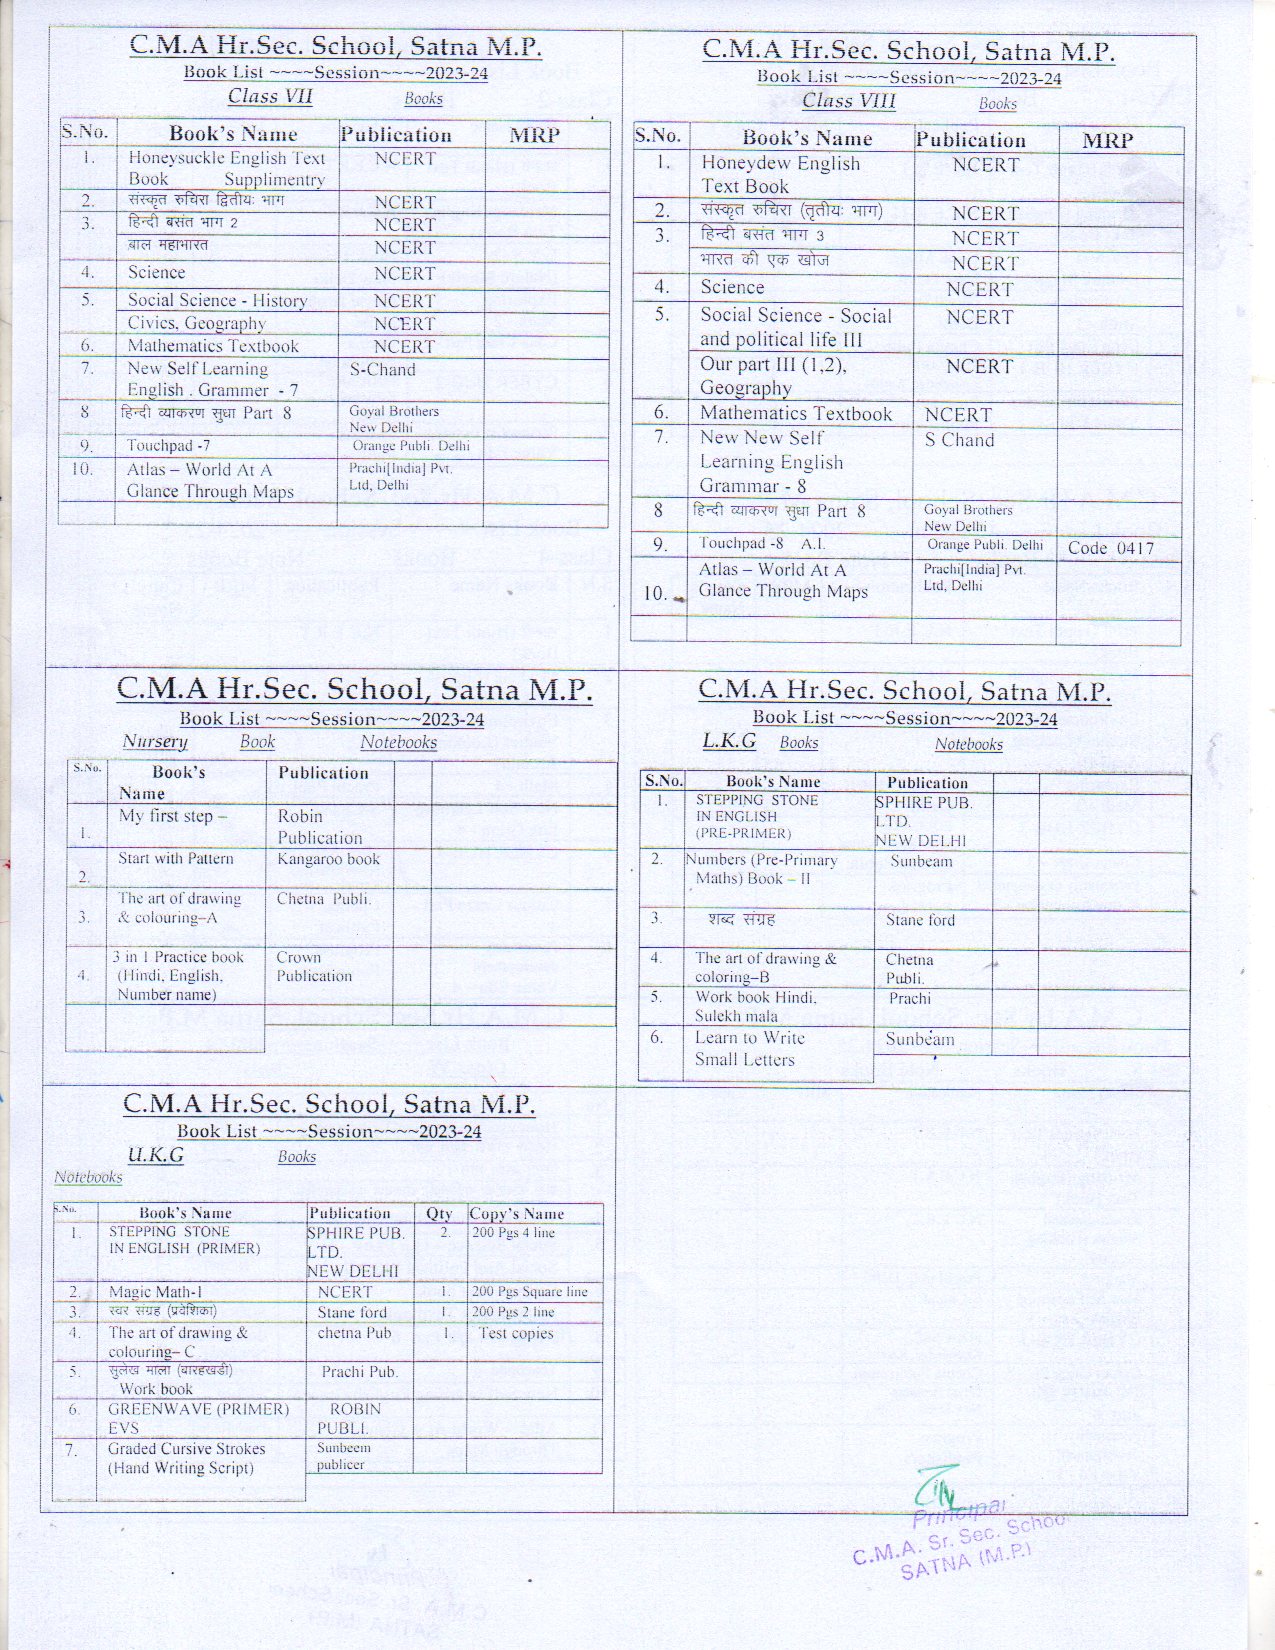 C.M.A Hr.Sec. School, Satna M.P.
Book List ~~~~Session~~~~2023-24
Class VII Books
S.No. Book's Name Publication MRP
1. Honeysuckle English Text NCERT
Book Supplimentry
2. संस्कृत रुचिरा द्वितीयः भाग NCERT
3. हिन्दी बसंत भाग 2 NCERT
बाल महाभारत NCERT
4. Science NCERT
5. Social Science - History NCERT
Civics, Geography NCERT
6. Mathematics Textbook NCERT
7. New Self Learning S-Chand
English . Grammer - 7
8 हिन्दी व्याकरण सुधा Part 8 Goyal Brothers
New Delhi
9. Touchpad -7 Orange Publi. Delhi
10. Atlas – World At A Prachi[India] Pvt.
Glance Through Maps Ltd, Delhi
C.M.A Hr.Sec. School, Satna M.P.
Book List ~~~~Session~~~~2023-24
Class VIII Books
S.No. Book's Name Publication MRP
1. Honeydew English NCERT
Text Book
2. संस्कृत रुचिरा (तृतीयः भाग) NCERT
3. हिन्दी बसंत भाग 3 NCERT
भारत की एक खोज NCERT
4. Science NCERT
5. Social Science - Social NCERT
and political life III
Our part III (1,2), NCERT
Geography
6. Mathematics Textbook NCERT
7. New New Self S Chand
Learning English
Grammar - 8
8 हिन्दी व्याकरण सुधा Part 8 Goyal Brothers
New Delhi
9. Touchpad -8 A.I. Orange Publi. Delhi Code 0417
Atlas – World At A Prachi[India] Pvt.
10. Glance Through Maps Ltd, Delhi
C.M.A Hr.Sec. School, Satna M.P.
Book List ~~~~Session~~~~2023-24
Nursery Book Notebooks
S.No. Book's Publication
Name
My first step – Robin
1. Publication
Start with Pattern Kangaroo book
2.
The art of drawing Chetna Publi.
3. & colouring–A
3 in 1 Practice book Crown
4. (Hindi, English, Publication
Number name)
C.M.A Hr.Sec. School, Satna M.P.
Book List ~~~~Session~~~~2023-24
L.K.G Books Notebooks
S.No. Book's Name Publication
1. STEPPING STONE SPHIRE PUB.
IN ENGLISH LTD.
(PRE-PRIMER) NEW DELHI
2. Numbers (Pre-Primary Sunbeam
Maths) Book – II
3. शब्द संग्रह Stane ford
4. The art of drawing & Chetna
coloring–B Publi.
5. Work book Hindi, Prachi
Sulekh mala
6. Learn to Write Sunbeam
Small Letters
C.M.A Hr.Sec. School, Satna M.P.
Book List ~~~~Session~~~~2023-24
U.K.G Books
Notebooks
S.No. Book's Name Publication Qty Copy's Name
1. STEPPING STONE SPHIRE PUB. 2. 200 Pgs 4 line
IN ENGLISH (PRIMER) LTD.
NEW DELHI
2. Magic Math-1 NCERT 1. 200 Pgs Square line
3. स्वर संग्रह (प्रवेशिका) Stane ford 1. 200 Pgs 2 line
4. The art of drawing & chetna Pub 1. Test copies
colouring– C
5. सुलेख माला (बारहखडी) Prachi Pub.
Work book
6. GREENWAVE (PRIMER) ROBIN
EVS PUBLI.
7. Graded Cursive Strokes Sunbeem
(Hand Writing Script) publicer
Principal
C.M.A. Sr. Sec. School
SATNA (M.P.)